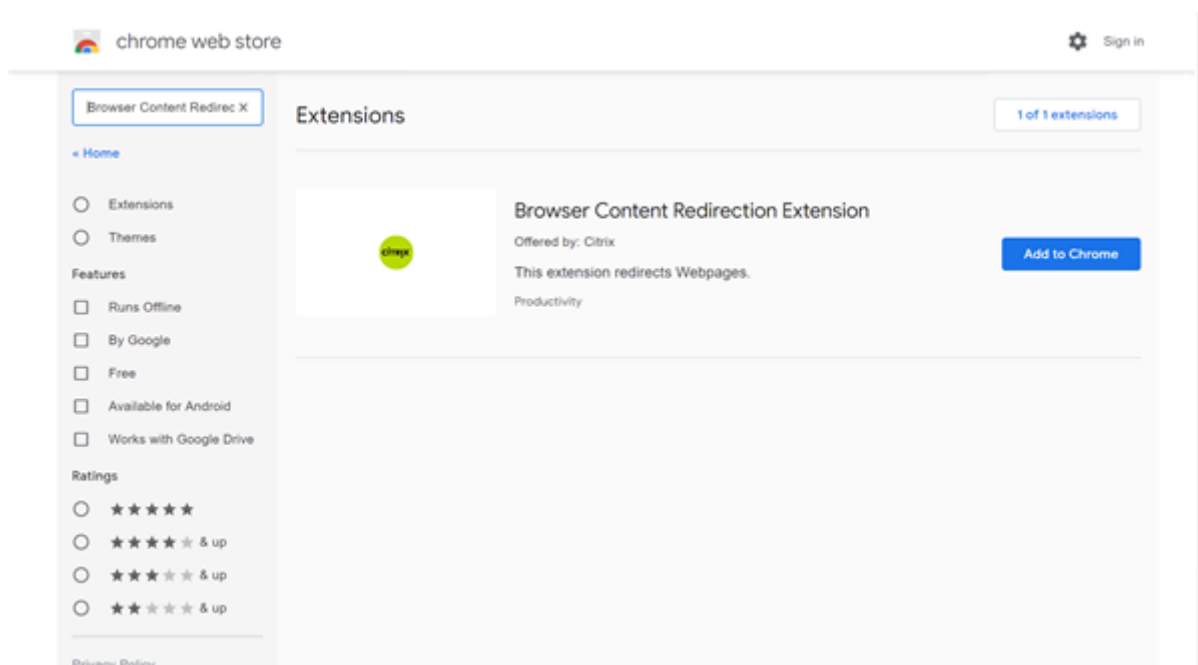 chrome web store
Sign in
Browser Content Redirec
« Home
Extensions
Themes
Features
Runs Offline
By Google
Free
Available for Android
Works with Google Drive
Ratings
& up
& up
& up
Privacy Policy
Extensions
1 of 1 extensions
citrix
Browser Content Redirection Extension
Offered by: Citrix
This extension redirects Webpages.
Productivity
Add to Chrome